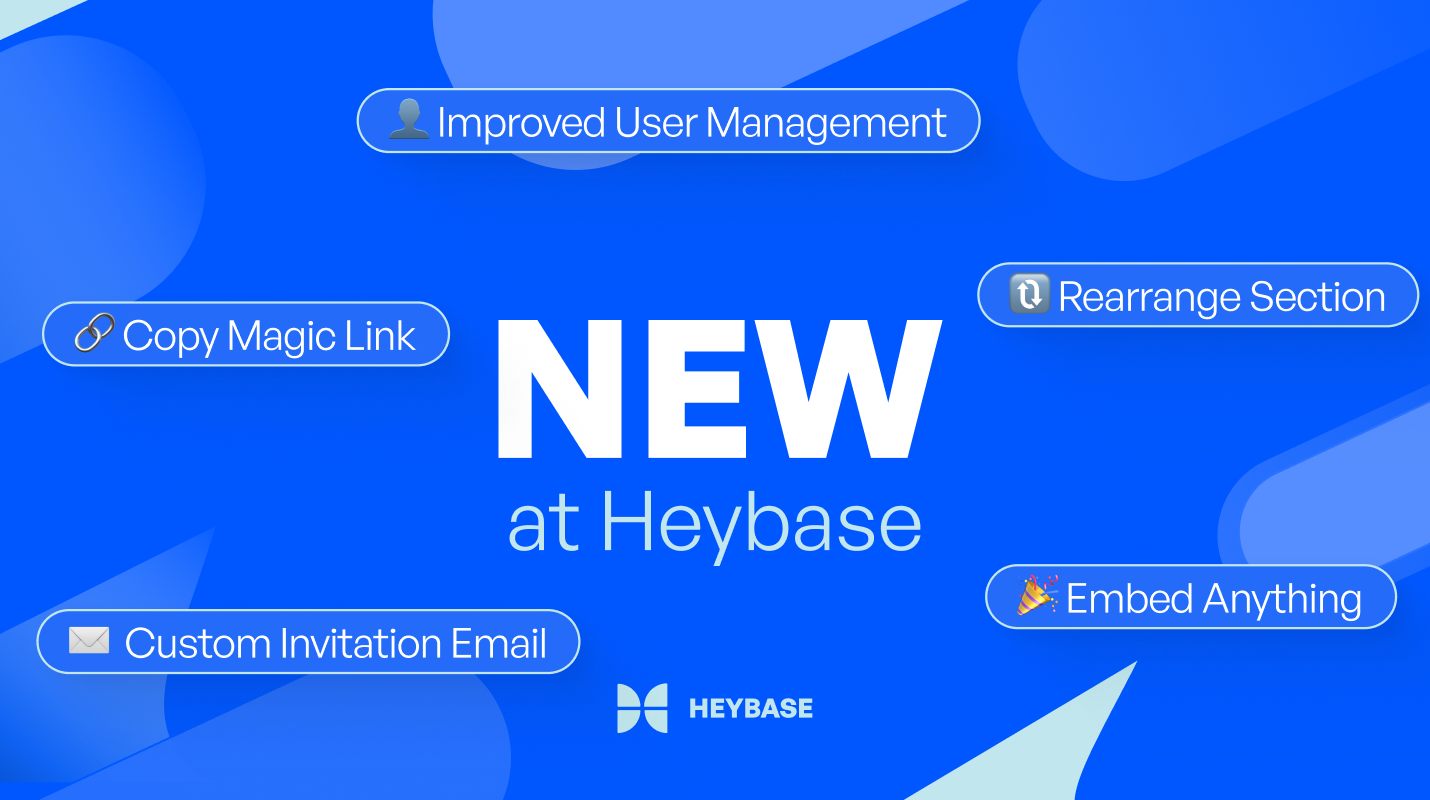 👤 Improved User Management
🔃 Rearrange Section
🔗 Copy Magic Link
NEW
at Heybase
🎉 Embed Anything
✉️ Custom Invitation Email
HEYBASE